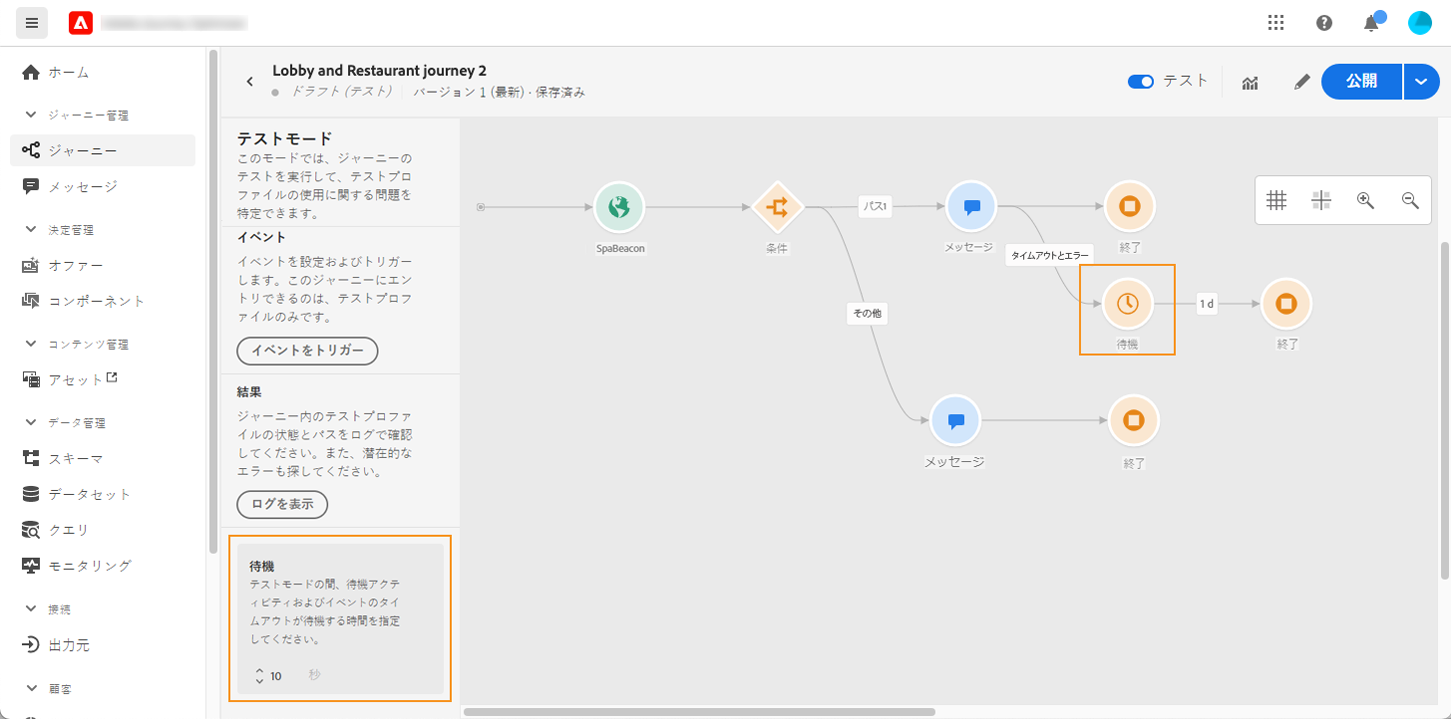 Lobby and Restaurant journey 2
ドラフト (テスト)
バージョン 1 (最新)・保存済み
テスト
公開
ホーム
ジャーニー管理
ジャーニー
メッセージ
決定管理
オファー
コンポーネント
コンテンツ管理
アセット
データ管理
スキーマ
データセット
クエリ
モニタリング
接続
出力元
顧客
テストモード
このモードでは、ジャーニーの
テストを実行して、テストプロ
ファイルの使用に関する問題を
特定できます。
イベント
イベントを設定およびトリガー
します。このジャーニーにエン
トリできるのは、テストプロフ
ァイルのみです。
イベントをトリガー
結果
ジャーニー内のテストプロファ
イルの状態とパスをログで確認
してください。また、潜在的な
エラーも探してください。
ログを表示
待機
テストモードの間、待機アクテ
ィビティおよびイベントのタイ
ムアウトが待機する時間を指定
してください。
10 秒
SpaBeacon
条件
パス1
メッセージ
終了
タイムアウトとエラー
待機
1 d
終了
その他
メッセージ
終了